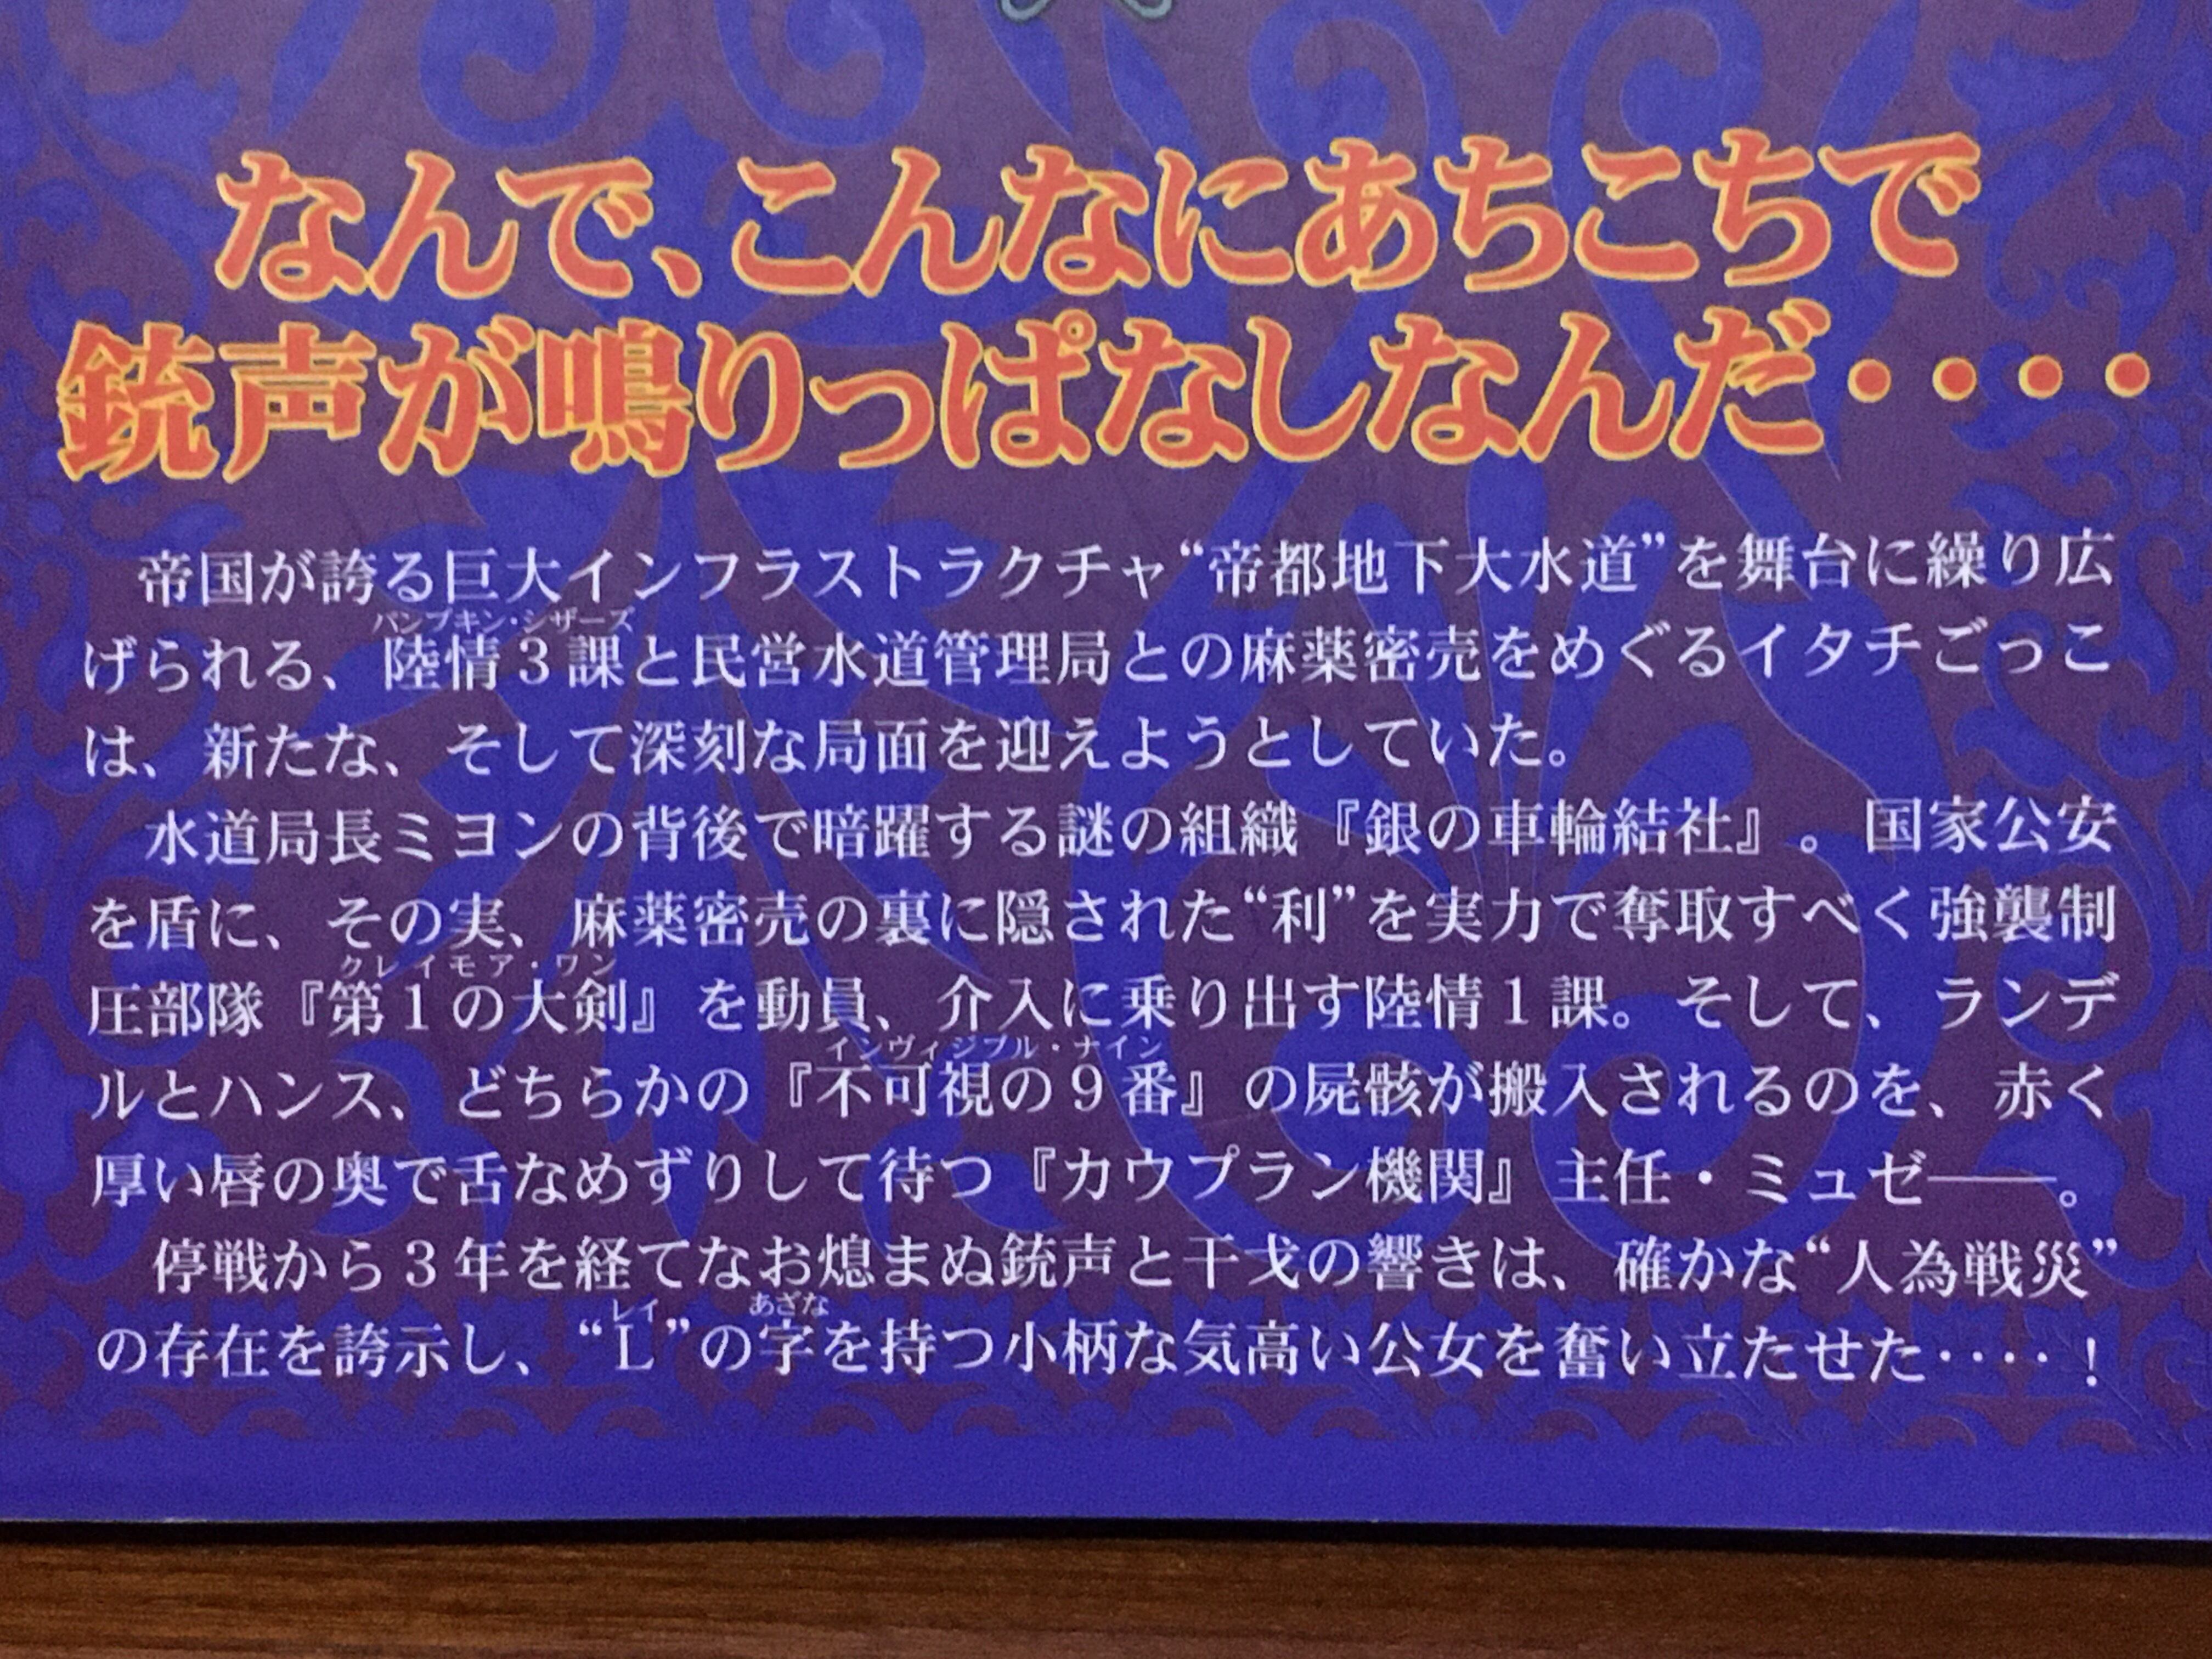 なんで、こんなにあちこちで
銃声が鳴りっぱなしなんだ‥‥
帝国が誇る巨大インフラストラクチャ“帝都地下大水道”を舞台に繰り広
パンプキン・シザーズ
げられる、陸情３課と民営水道管理局との麻薬密売をめぐるイタチごっこ
は、新たな、そして深刻な局面を迎えようとしていた。
水道局長ミヨンの背後で暗躍する謎の組織『銀の車輪結社』。国家公安
を盾に、その実、麻薬密売の裏に隠された“利”を実力で奪取すべく強襲制
クレイモア・ワン
圧部隊『第１の大剣』を動員、介入に乗り出す陸情１課。そして、ランデ
インヴィジブル・ナイン
ルとハンス、どちらかの『不可視の９番』の屍骸が搬入されるのを、赤く
厚い唇の奥で舌なめずりして待つ『カウプラン機関』主任・ミュゼ――。
停戦から３年を経てなお熄まぬ銃声と干戈の響きは、確かな“人為戦災”
レイ あざな
の存在を誇示し、“Ｌ”の字を持つ小柄な気高い公女を奮い立たせた‥‥！